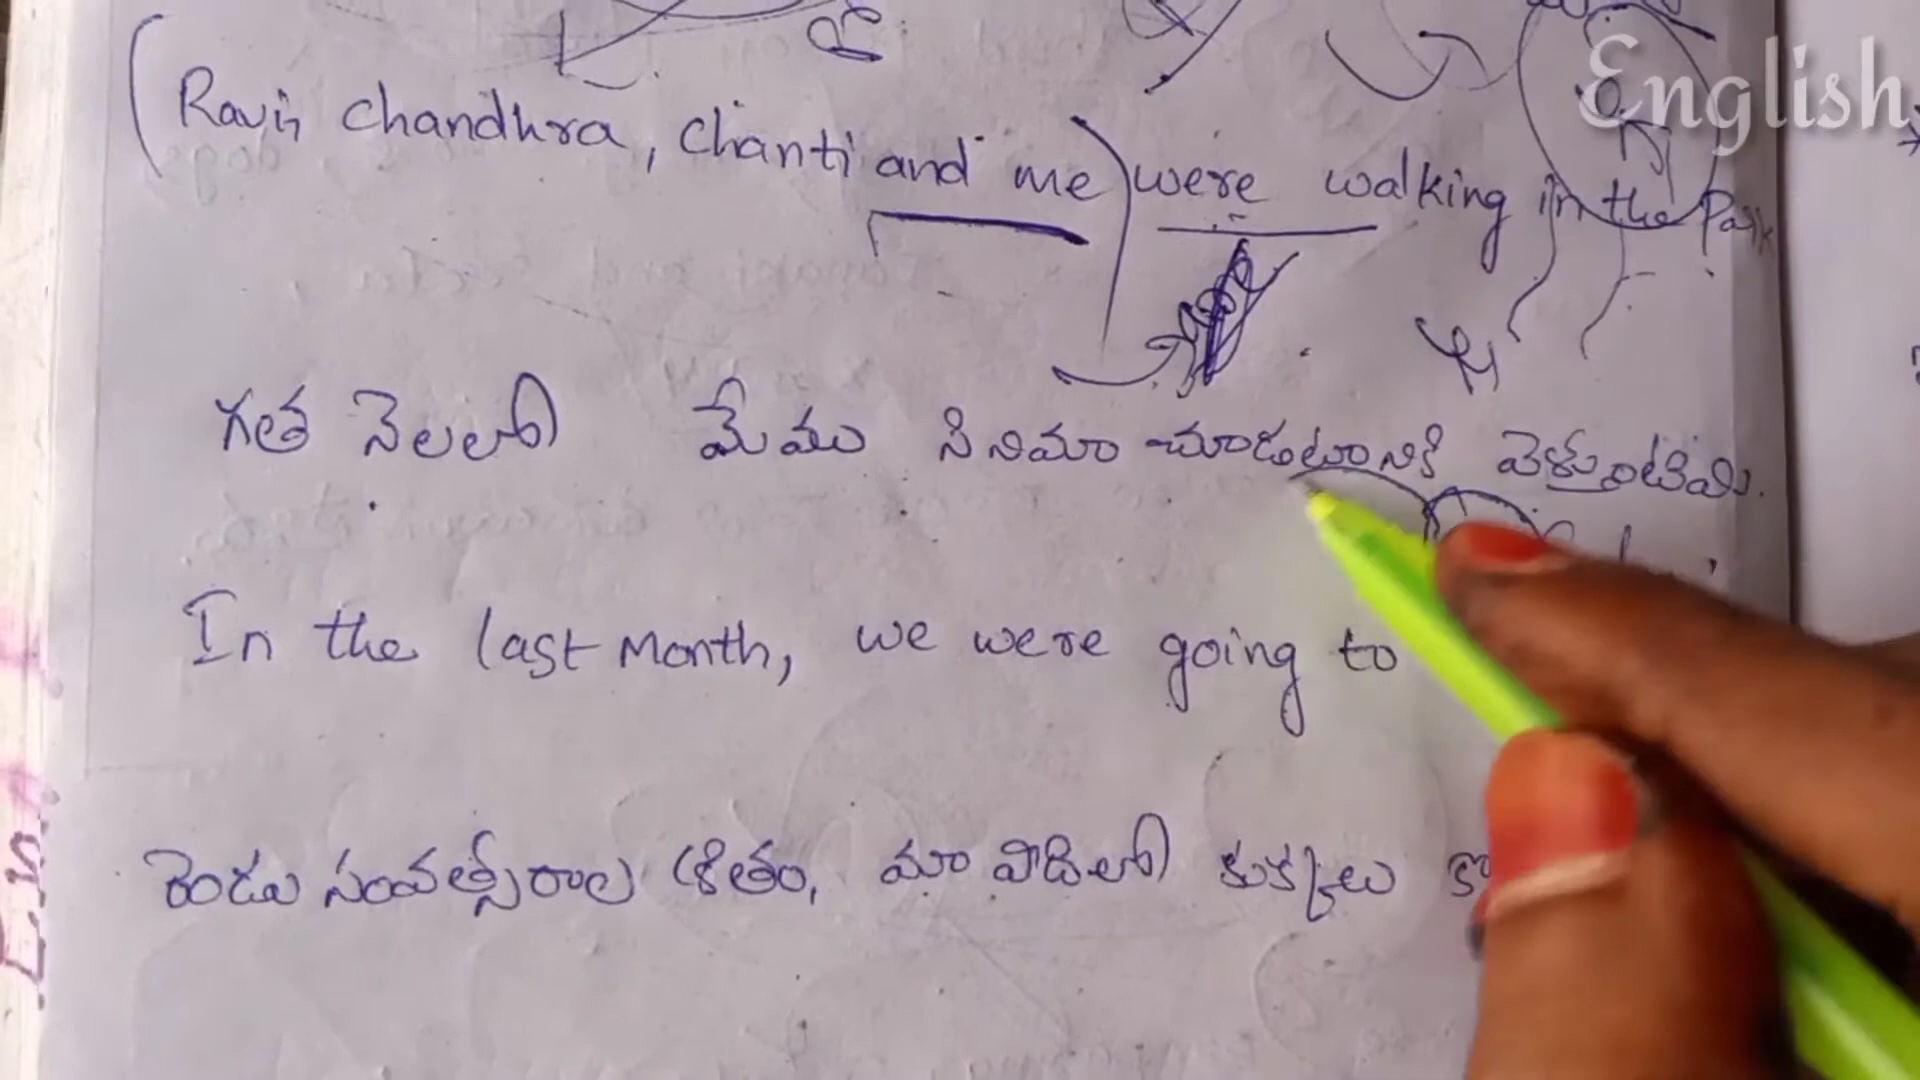 English
Ravi, Chandhra, Chanti and me were walking in the Park
గత నెలలో మేము సినిమా చూడటానికి వెళ్తుంటిమి.
In the last Month, we were going to
రెండు సంవత్సరాల క్రితం, మా వీదిలో కుక్కలు